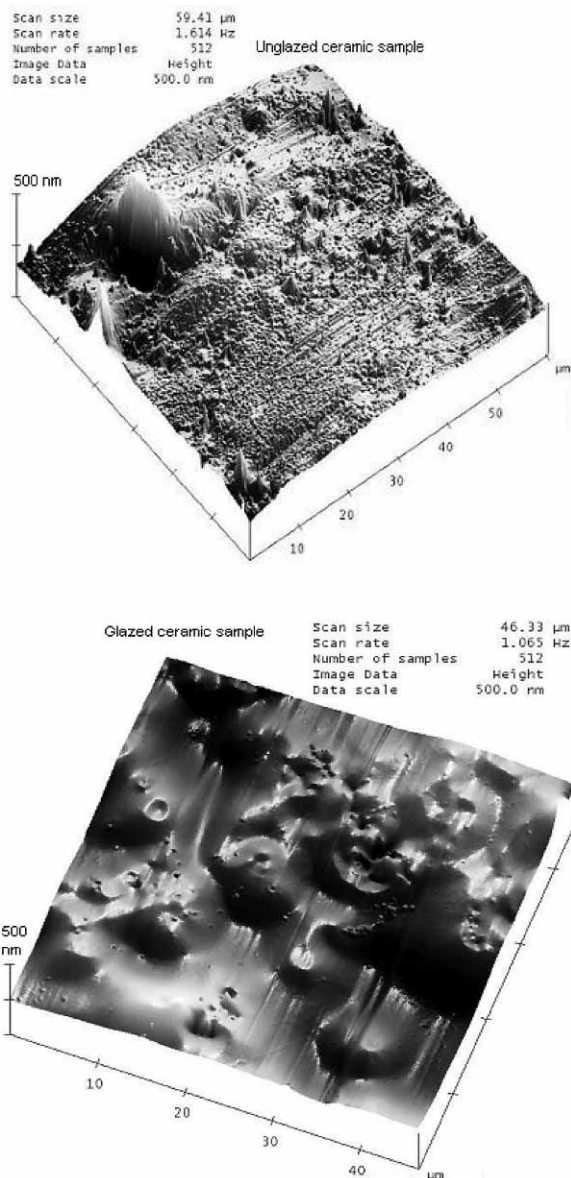 Scan size 59.41 µm
Scan rate 1.614 Hz
Number of samples 512
Image Data Height
Data scale 500.0 nm
Unglazed ceramic sample
500 nm
µm
50
40
30
20
10
Glazed ceramic sample
Scan size 46.33 µm
Scan rate 1.065 Hz
Number of samples 512
Image Data Height
Data scale 500.0 nm
500
nm
10
20
30
40
µm